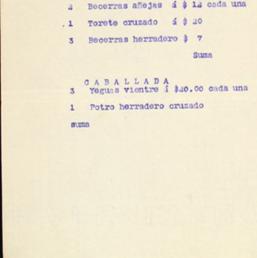 2 Becerras añejas á $ 12 cada una
1 Torete cruzado á $ 20
3 Becerras herradero $ 7
Suma
CABALLADA
3 Yeguas vientre á $20.00 cada una
1 Potro herradero cruzado
suma